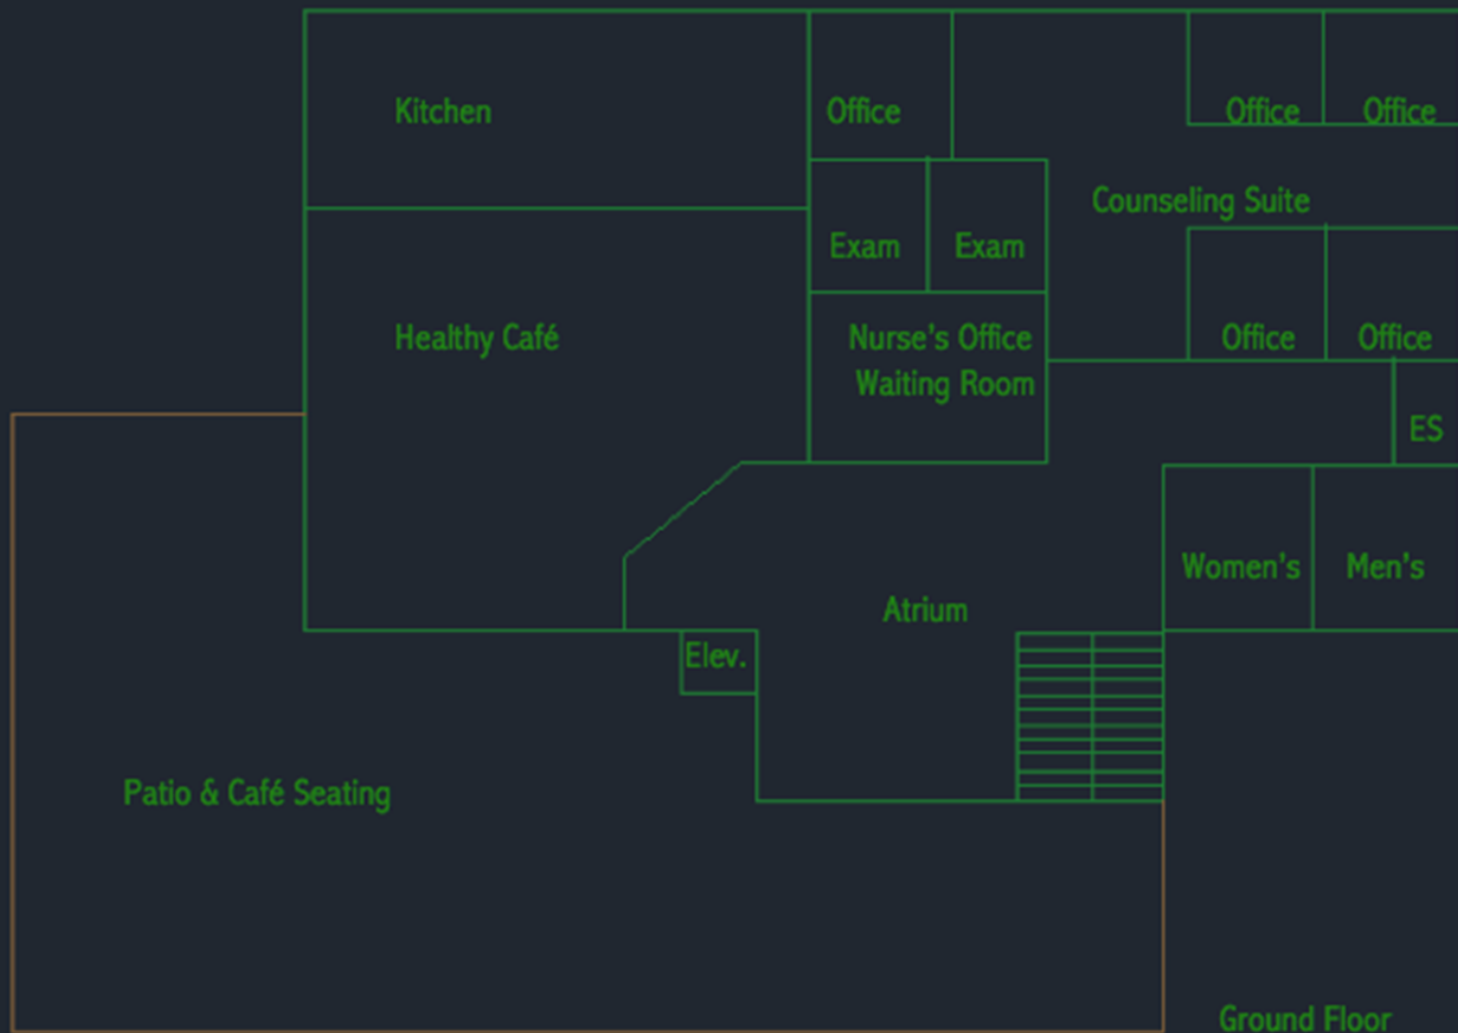 Kitchen
Office
Office
Office
Counseling Suite
Exam
Exam
Healthy Café
Nurse's Office
Waiting Room
Office
Office
ES
Women's
Men's
Atrium
Elev.
Patio & Café Seating
Ground Floor